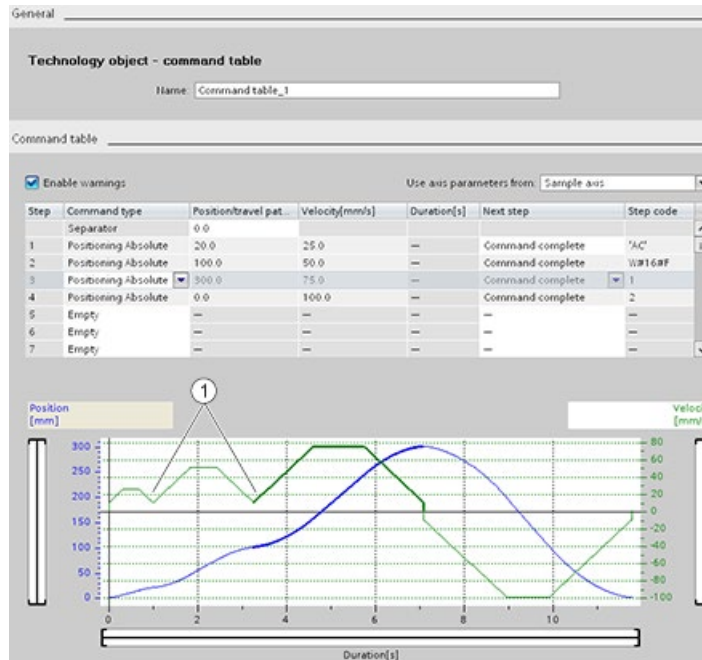 General
Technology object - command table
Name: Command table_1
Command table
Enable warnings Use axis parameters from: Sample axis
Step Command type Position/travel pat... Velocity[mm/s] Duration[s] Next step Step code
Separator 0.0
1 Positioning Absolute 20.0 25.0 — Command complete 'AC'
2 Positioning Absolute 100.0 50.0 — Command complete W#16#F
3 Positioning Absolute 300.0 75.0 — Command complete 1
4 Positioning Absolute 0.0 100.0 — Command complete 2
5 Empty — — — — —
6 Empty — — — — —
7 Empty — — — — —
1
Position
[mm]
Veloci
[mm/
300
250
200
150
100
50
0
80
60
40
20
0
-20
-40
-60
-80
-100
0 2 4 6 8 10
Duration[s]